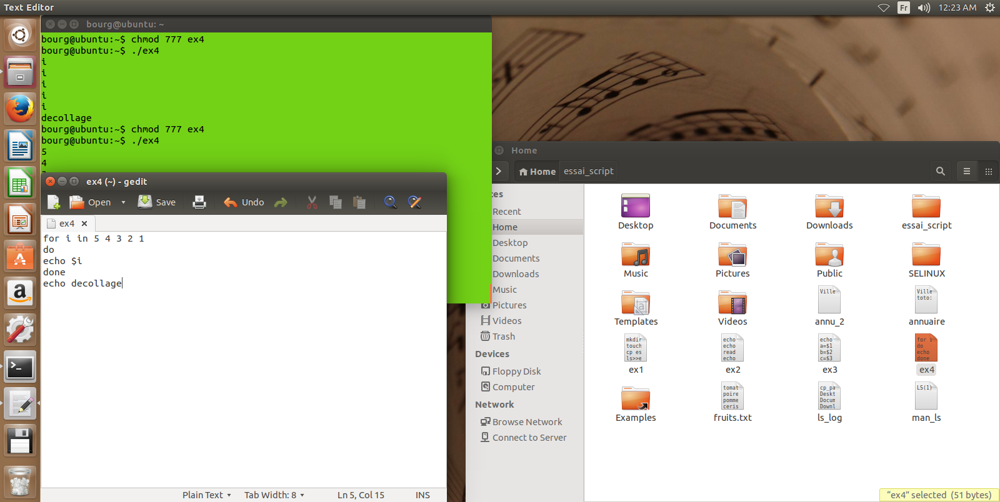 Text Editor
Fr
12:23 AM
bourg@ubuntu: ~
bourg@ubuntu:~$ chmod 777 ex4
bourg@ubuntu:~$ ./ex4
i
i
i
i
i
decollage
bourg@ubuntu:~$ chmod 777 ex4
bourg@ubuntu:~$ ./ex4
5
4
ex4 (~) - gedit
Open
Save
Undo
ex4
for i in 5 4 3 2 1
do
echo $i
done
echo decollage
Plain Text
Tab Width: 8
Ln 5, Col 15
INS
Home
Home
essai_script
Recent
Home
Desktop
Documents
Downloads
Music
Pictures
Videos
Trash
Devices
Floppy Disk
Computer
Network
Browse Network
Connect to Server
Desktop
Documents
Downloads
essai_script
Music
Pictures
Public
SELINUX
Templates
Videos
Ville
annu_2
Ville
toto:
annuaire
mkdir
touch
cp es
ls>>e
ex1
echo
echo
read
echo
ex2
echo
a=$1
b=$2
c=$3
ex3
for i
do
echo
done
ex4
Examples
tomat
poire
pomme
ceris
fruits.txt
cp_pa
Deskt
Docum
Downl
ls_log
LS(1)
man_ls
"ex4" selected (51 bytes)